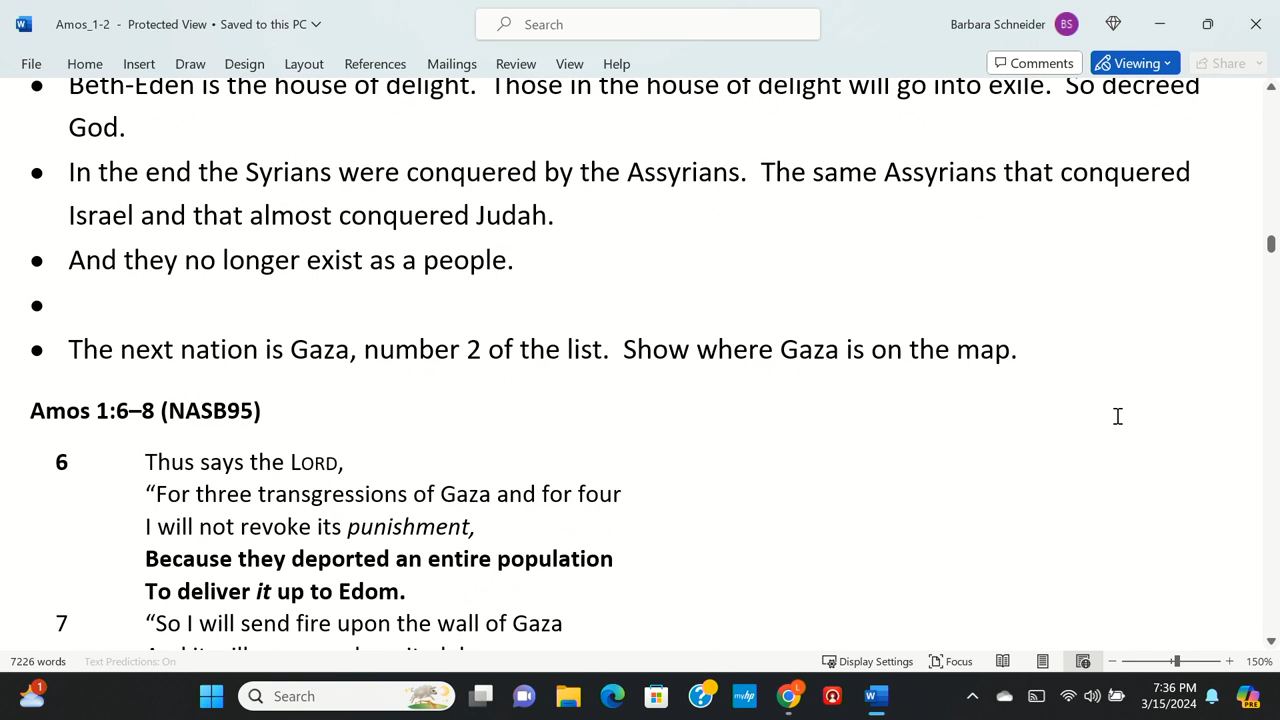 Amos_1-2 - Protected View • Saved to this PC
Search
Barbara Schneider
BS
File Home Insert Draw Design Layout References Mailings Review View Help
Comments
Viewing
Share
• Beth-Eden is the house of delight. Those in the house of delight will go into exile. So decreed
God.
• In the end the Syrians were conquered by the Assyrians. The same Assyrians that conquered
Israel and that almost conquered Judah.
• And they no longer exist as a people.
•
• The next nation is Gaza, number 2 of the list. Show where Gaza is on the map.
Amos 1:6–8 (NASB95)
6 Thus says the LORD,
“For three transgressions of Gaza and for four
I will not revoke its punishment,
Because they deported an entire population
To deliver it up to Edom.
7 “So I will send fire upon the wall of Gaza
7226 words Text Predictions: On
Display Settings Focus
150%
1
Search
myhp
7:36 PM
3/15/2024
PRE